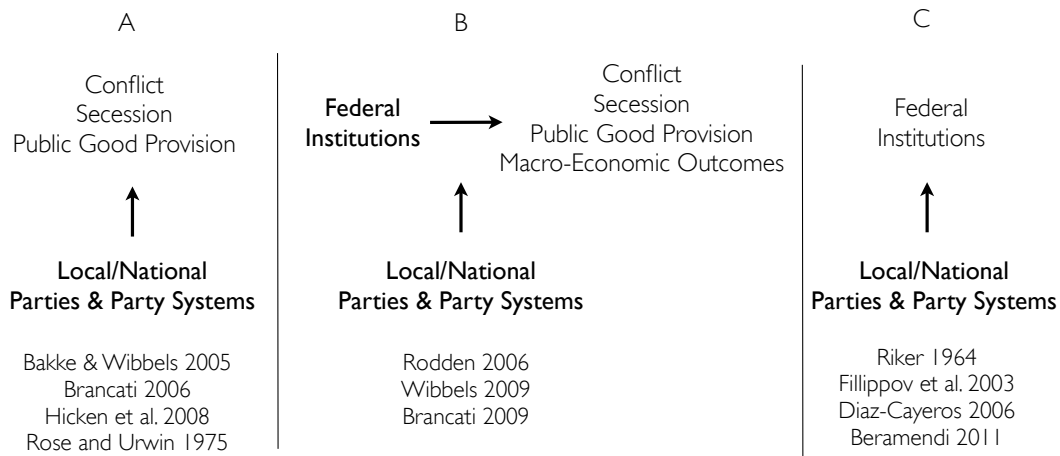 A
Conflict
Secession
Public Good Provision
Local/National
Parties & Party Systems
Bakke & Wibbels 2005
Brancati 2006
Hicken et al. 2008
Rose and Urwin 1975
B
Federal
Institutions
Conflict
Secession
Public Good Provision
Macro-Economic Outcomes
Local/National
Parties & Party Systems
Rodden 2006
Wibbels 2009
Brancati 2009
C
Federal
Institutions
Local/National
Parties & Party Systems
Riker 1964
Fillippov et al. 2003
Diaz-Cayeros 2006
Beramendi 2011